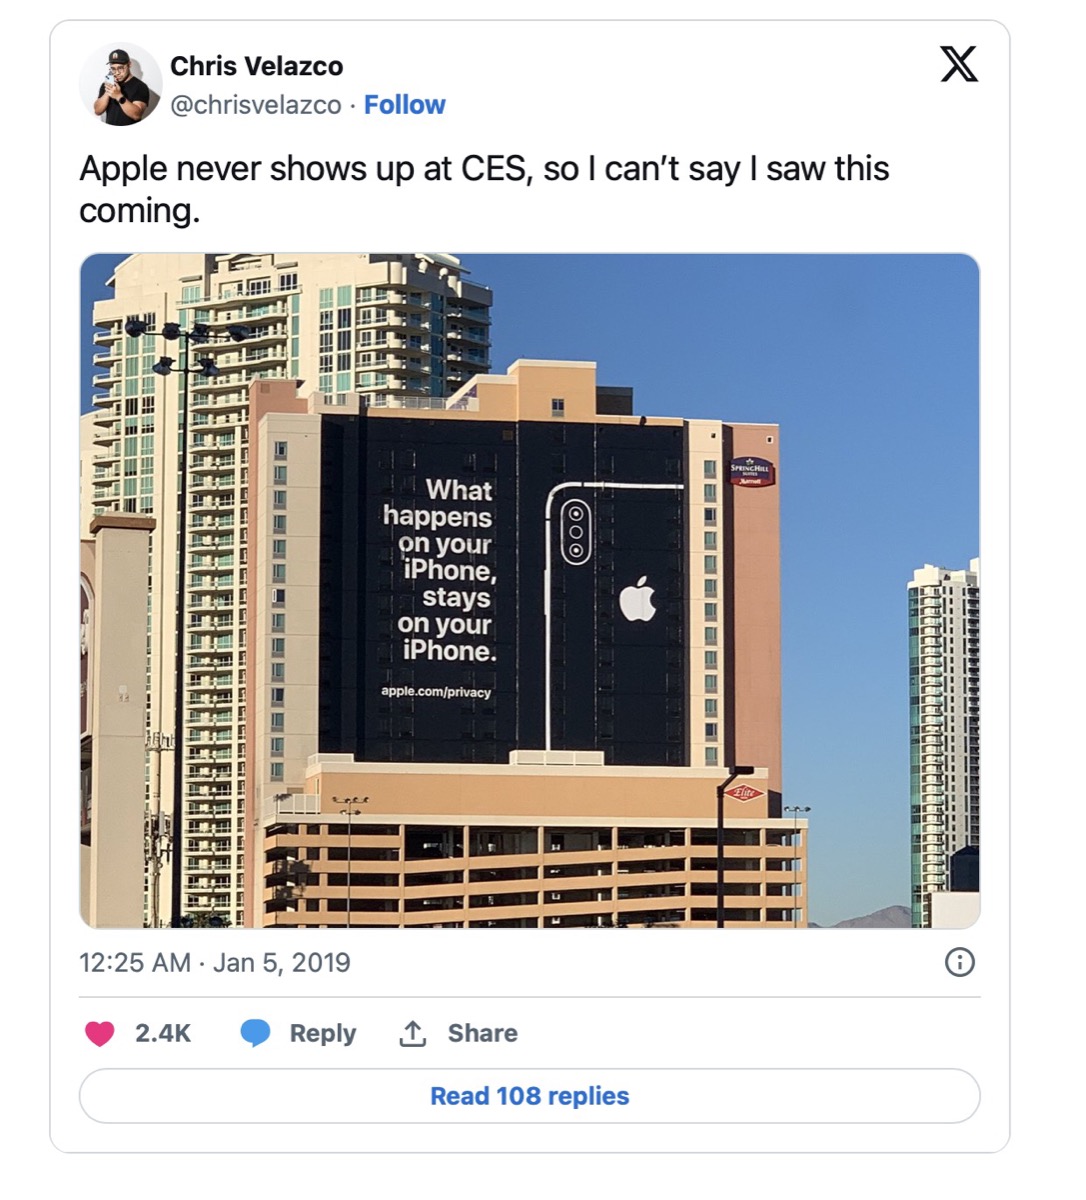 Chris Velazco
@chrisvelazco · Follow
Apple never shows up at CES, so I can’t say I saw this
coming.
What
happens
on your
iPhone,
stays
on your
iPhone.
apple.com/privacy
SPRINGHILL
SUITES
Marriott
Elite
12:25 AM · Jan 5, 2019
2.4K
Reply
Share
Read 108 replies